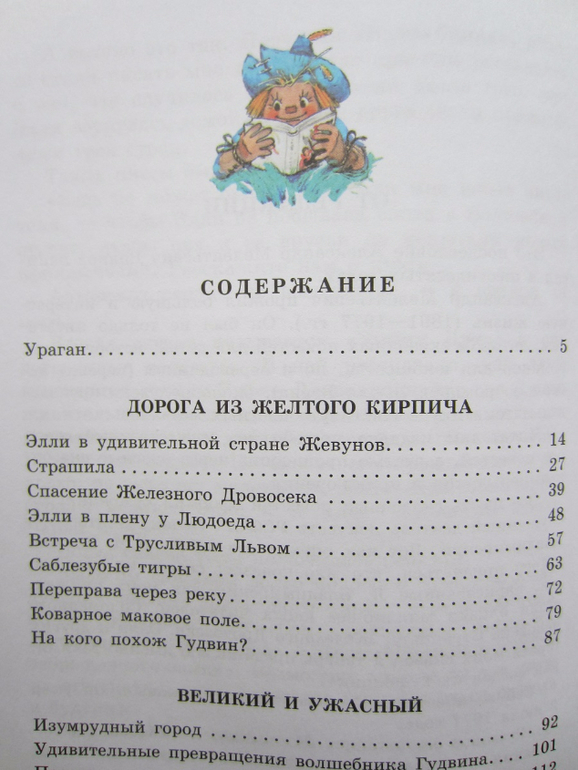 СОДЕРЖАНИЕ
Ураган. . . . . . . . . . . . . . . . . . . . . . . . . . . . . . . . . . 5
ДОРОГА ИЗ ЖЕЛТОГО КИРПИЧА
Элли в удивительной стране Жевунов. . . . . . . . . . . . . 14
Страшила . . . . . . . . . . . . . . . . . . . . . . . . . . . . . . . . 27
Спасение Железного Дровосека . . . . . . . . . . . . . . . . . 39
Элли в плену у Людоеда . . . . . . . . . . . . . . . . . . . . . . 48
Встреча с Трусливым Львом . . . . . . . . . . . . . . . . . . . 57
Саблезубые тигры . . . . . . . . . . . . . . . . . . . . . . . . . . 63
Переправа через реку . . . . . . . . . . . . . . . . . . . . . . . 72
Коварное маковое поле. . . . . . . . . . . . . . . . . . . . . . . 79
На кого похож Гудвин? . . . . . . . . . . . . . . . . . . . . . . 87
ВЕЛИКИЙ И УЖАСНЫЙ
Изумрудный город . . . . . . . . . . . . . . . . . . . . . . . . . 92
Удивительные превращения волшебника Гудвина. . . . 101